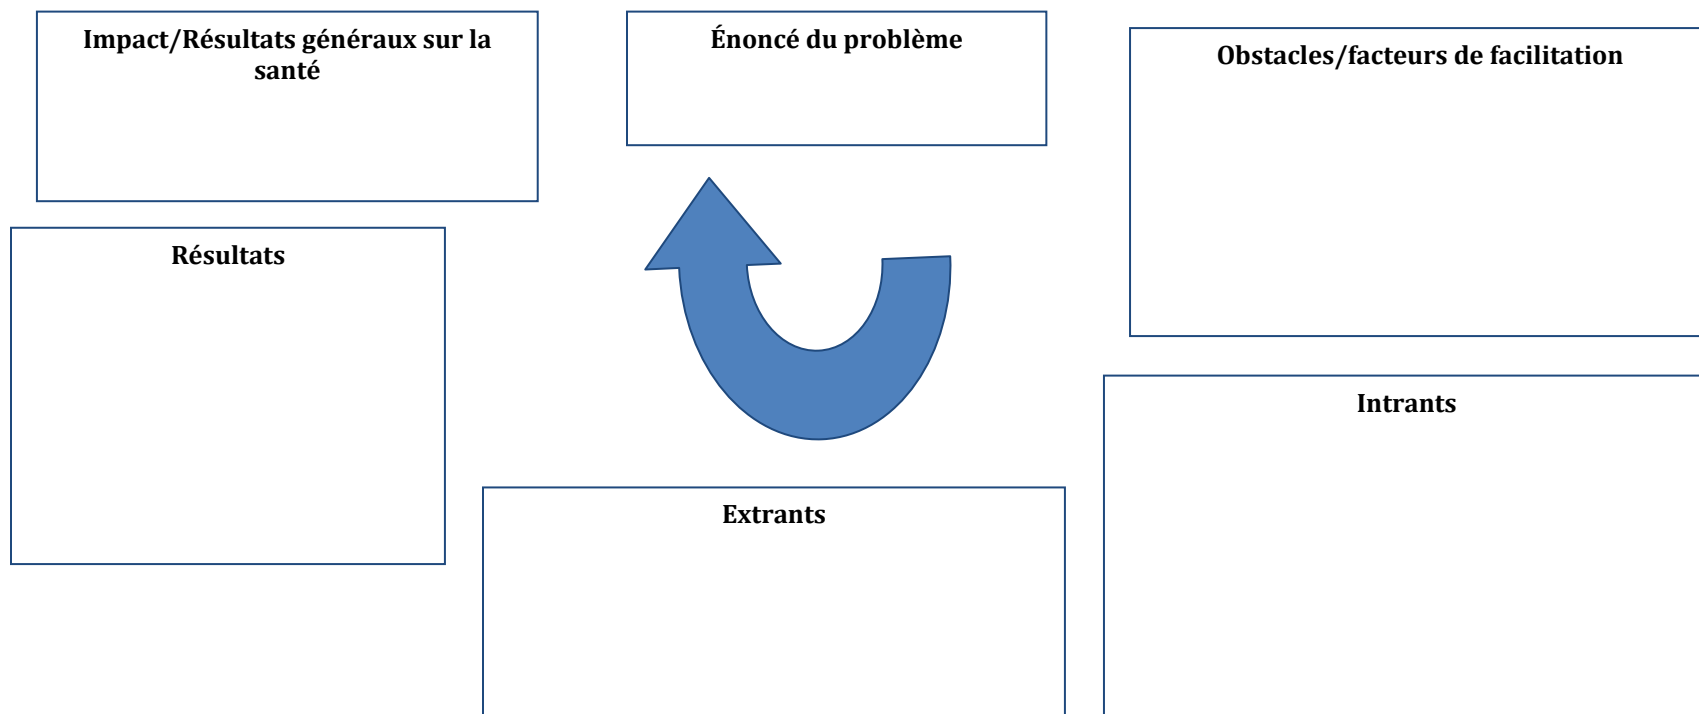 Impact/Résultats généraux sur la
santé
Énoncé du problème
Obstacles/facteurs de facilitation
Résultats
Intrants
Extrants